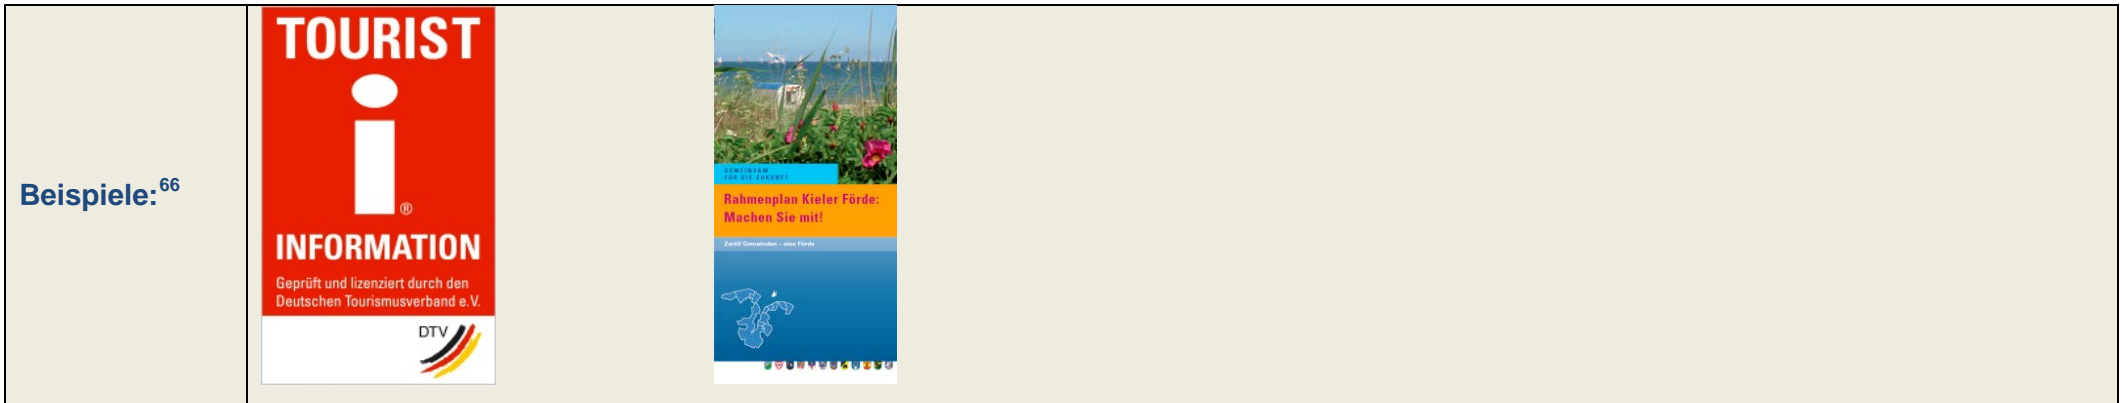 Beispiele:66
TOURIST
i
®
INFORMATION
Geprüft und lizenziert durch den
Deutschen Tourismusverband e.V.
DTV
GEMEINSAM
FÜR DIE ZUKUNFT
Rahmenplan Kieler Förde:
Machen Sie mit!
Zwölf Gemeinden – eine Förde